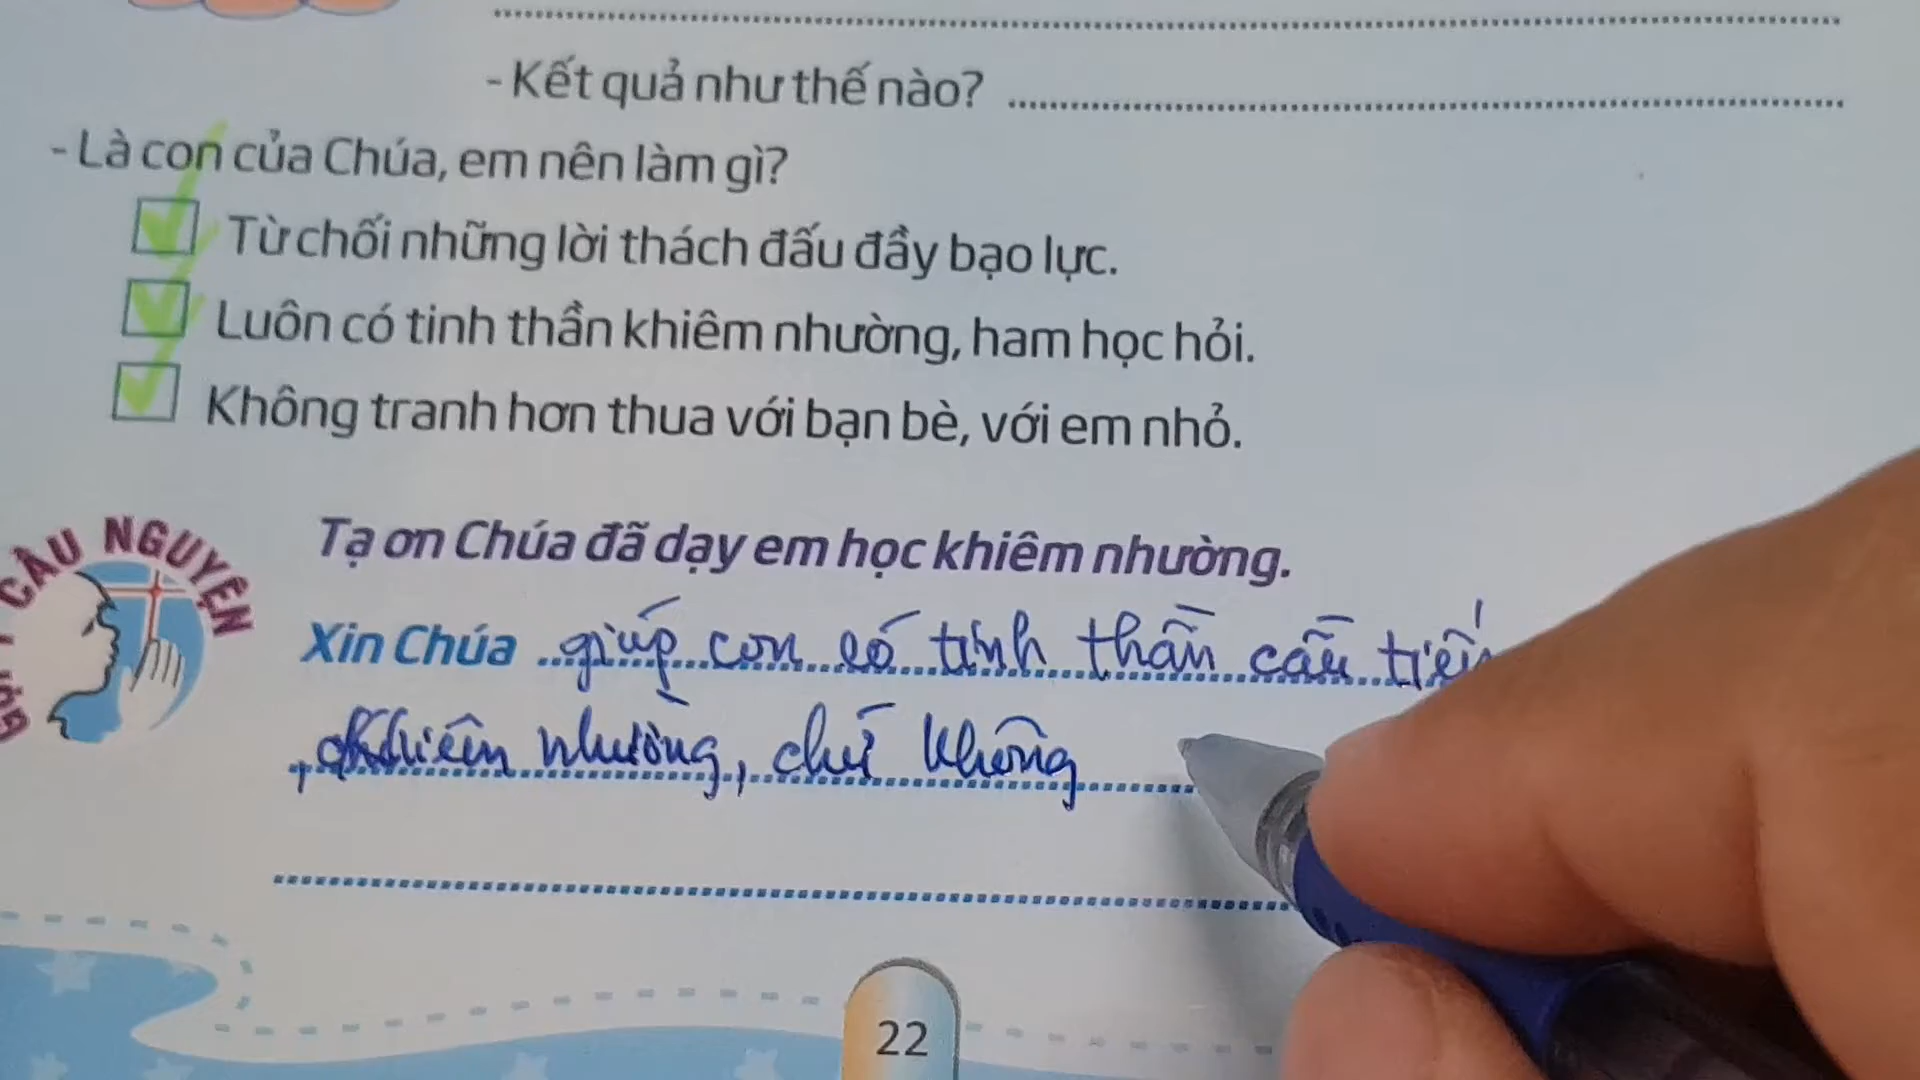 - Kết quả như thế nào?
- Là con của Chúa, em nên làm gì?
Từ chối những lời thách đấu đầy bạo lực.
Luôn có tinh thần khiêm nhường, ham học hỏi.
Không tranh hơn thua với bạn bè, với em nhỏ.
CẦU NGUYỆN
Tạ ơn Chúa đã dạy em học khiêm nhường.
Xin Chúa giúp con có tinh thần cầu
, khiêm nhường, chứ không
22